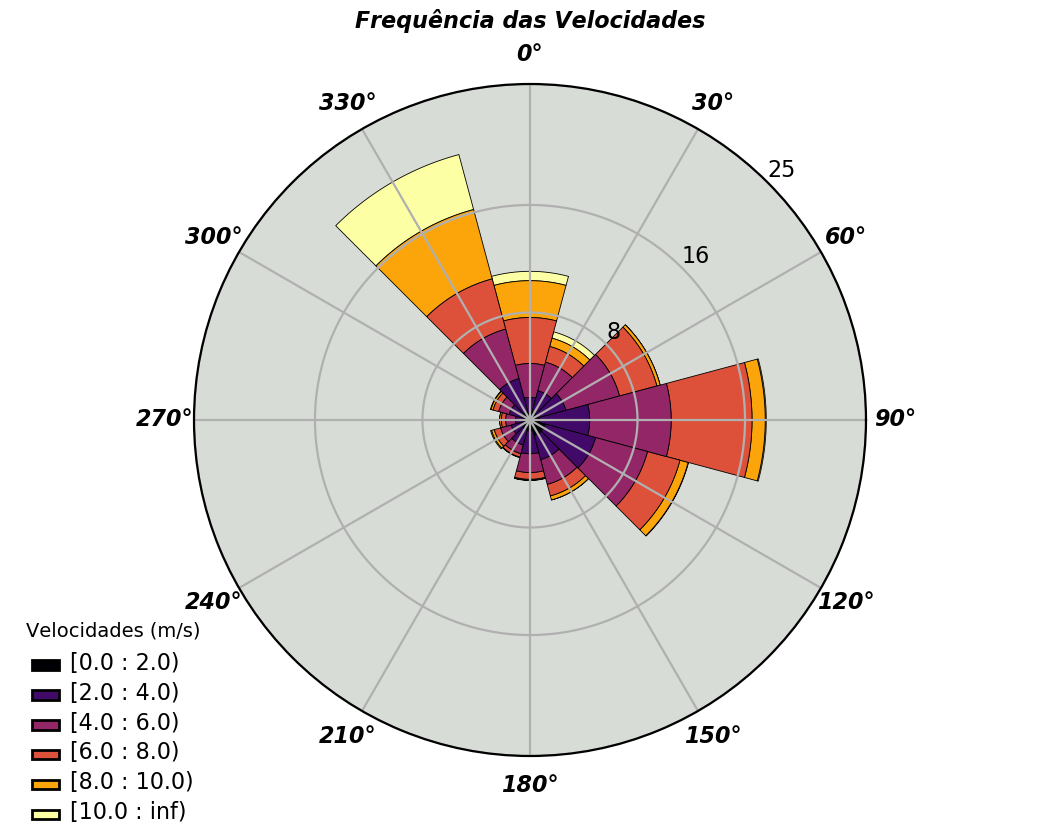 Frequência das Velocidades
0°
330°
30°
25
300°
60°
16
8
270°
90°
240°
120°
210°
150°
180°
Velocidades (m/s)
[0.0 : 2.0)
[2.0 : 4.0)
[4.0 : 6.0)
[6.0 : 8.0)
[8.0 : 10.0)
[10.0 : inf)